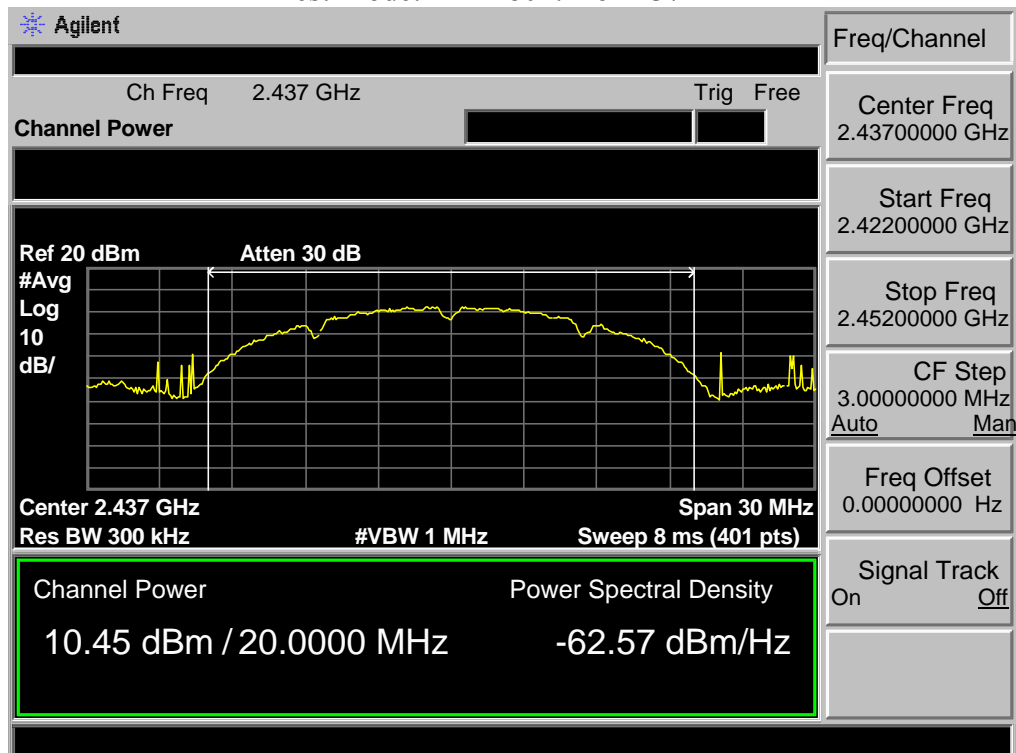 Agilent
Freq/Channel
Ch Freq 2.437 GHz Trig Free
Channel Power
Center Freq
2.43700000 GHz
Start Freq
2.42200000 GHz
Stop Freq
2.45200000 GHz
CF Step
3.00000000 MHz
Auto Man
Freq Offset
0.00000000 Hz
Signal Track
On Off
Ref 20 dBm Atten 30 dB
#Avg
Log
10
dB/
Center 2.437 GHz Span 30 MHz
Res BW 300 kHz #VBW 1 MHz Sweep 8 ms (401 pts)
Channel Power Power Spectral Density
10.45 dBm / 20.0000 MHz -62.57 dBm/Hz